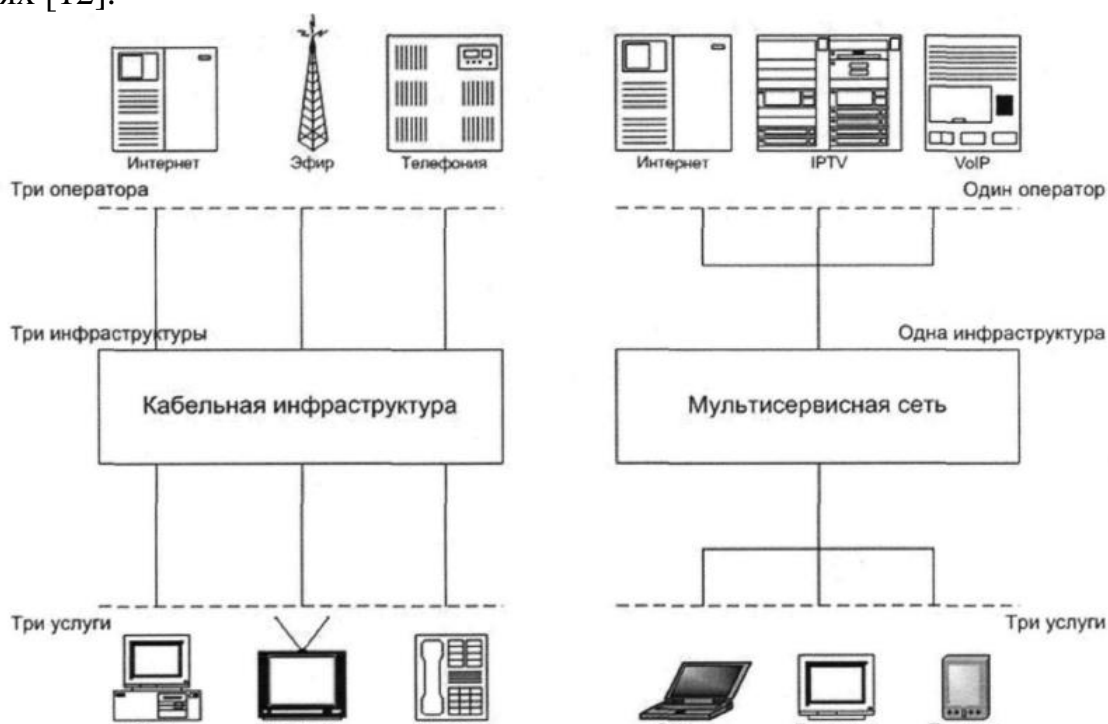 [12].
Интернет Эфир Телефония Интернет IPTV VoIP
Три оператора Один оператор
Три инфраструктуры Одна инфраструктура
Кабельная инфраструктура Мультисервисная сеть
Три услуги Три услуги